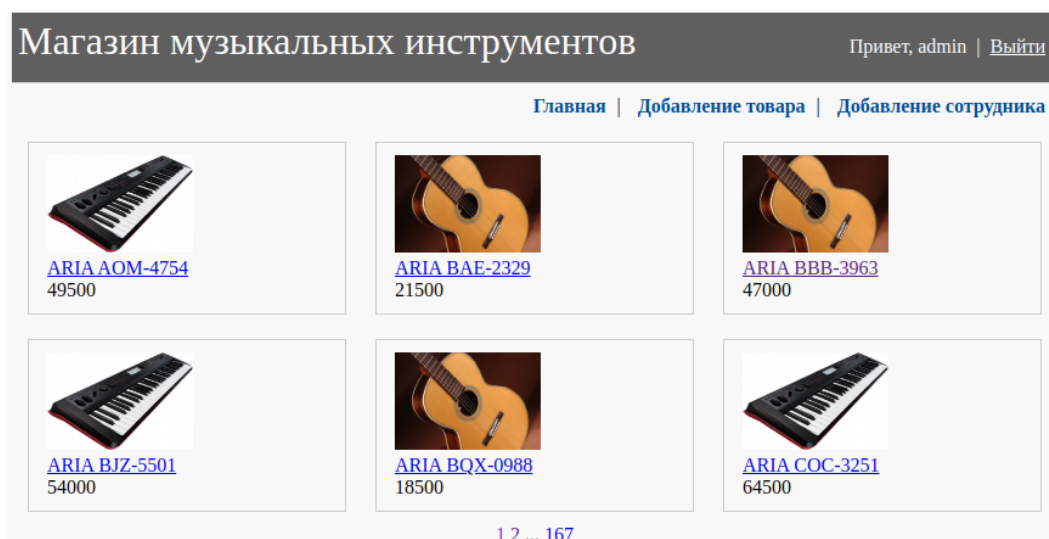 Магазин музыкальных инструментов
Привет, admin | Выйти
Главная | Добавление товара | Добавление сотрудника
ARIA AOM-4754
49500
ARIA BAE-2329
21500
ARIA BBB-3963
47000
ARIA BJZ-5501
54000
ARIA BQX-0988
18500
ARIA COC-3251
64500
1 2 ... 167